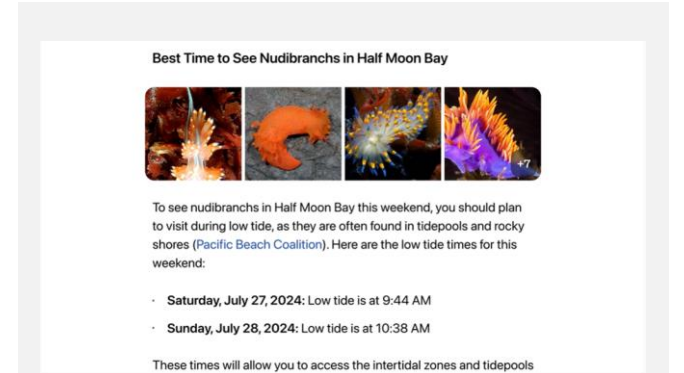 Best Time to See Nudibranchs in Half Moon Bay
+7
To see nudibranchs in Half Moon Bay this weekend, you should plan
to visit during low tide, as they are often found in tidepools and rocky
shores (Pacific Beach Coalition). Here are the low tide times for this
weekend:
· Saturday, July 27, 2024: Low tide is at 9:44 AM
· Sunday, July 28, 2024: Low tide is at 10:38 AM
These times will allow you to access the intertidal zones and tidepools